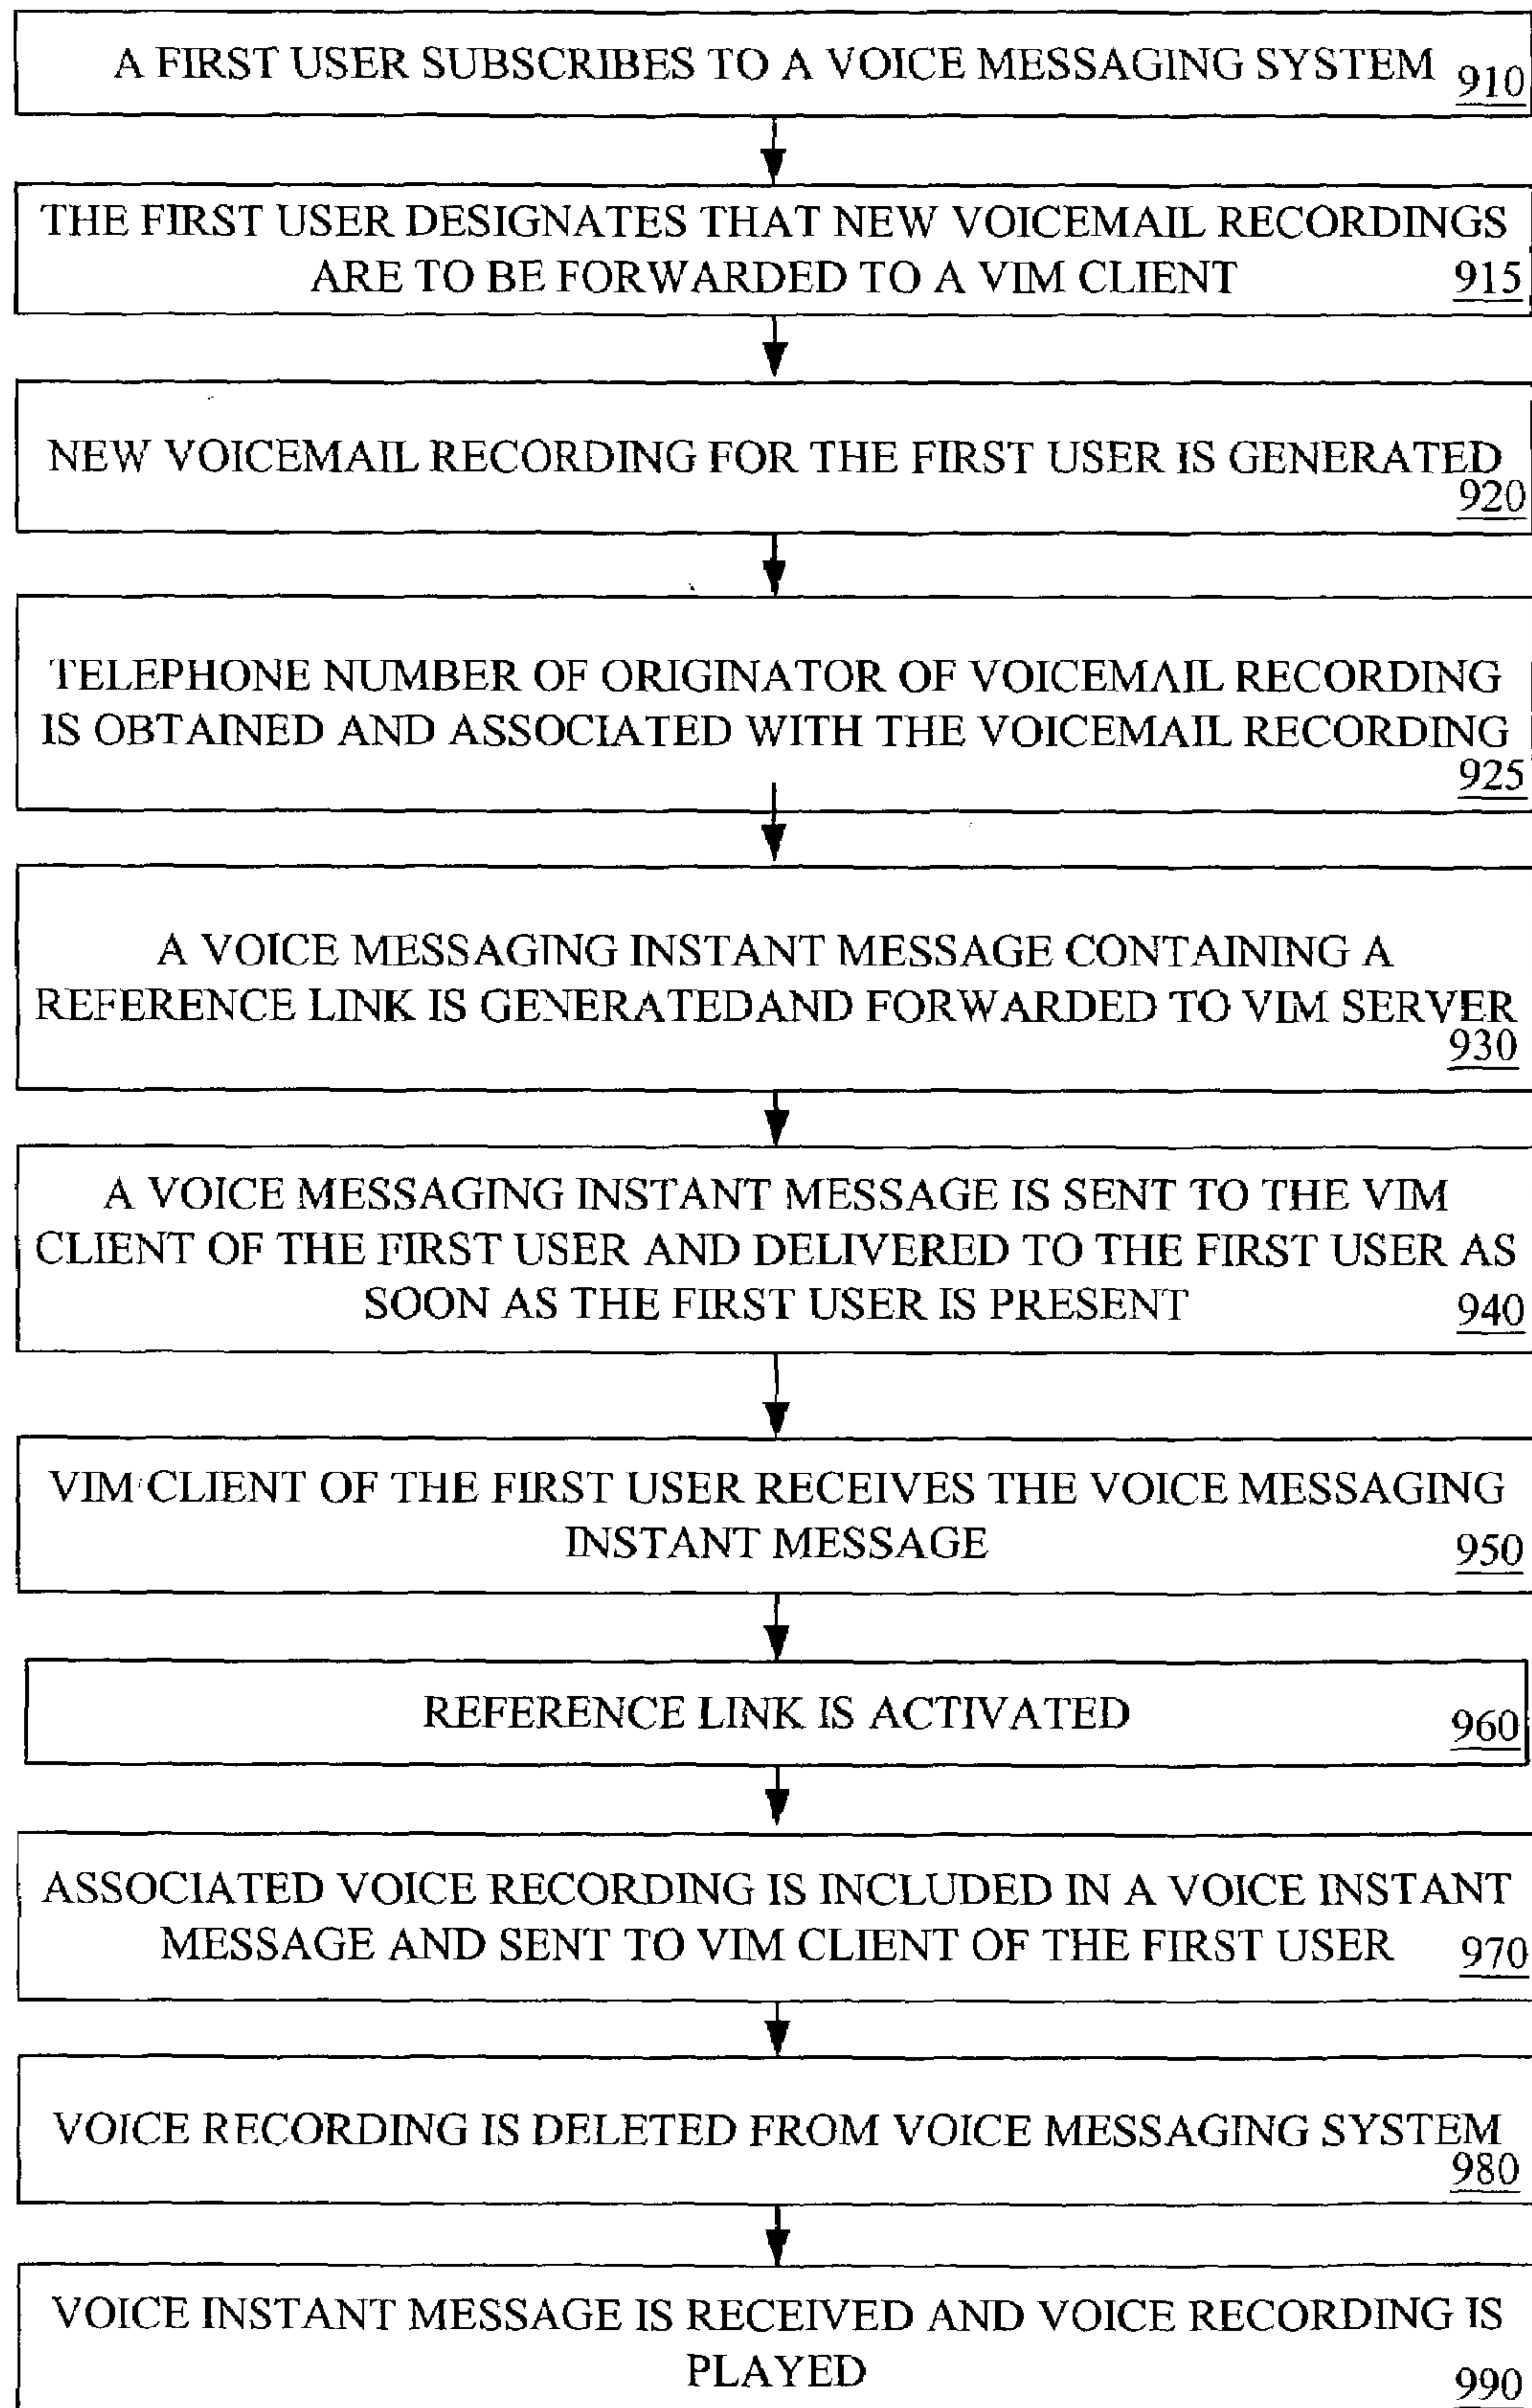 A FIRST USER SUBSCRIBES TO A VOICE MESSAGING SYSTEM 910
THE FIRST USER DESIGNATES THAT NEW VOICEMAIL RECORDINGS
ARE TO BE FORWARDED TO A VIM CLIENT 915
NEW VOICEMAIL RECORDING FOR THE FIRST USER IS GENERATED
920
TELEPHONE NUMBER OF ORIGINATOR OF VOICEMAIL RECORDING
IS OBTAINED AND ASSOCIATED WITH THE VOICEMAIL RECORDING
925
A VOICE MESSAGING INSTANT MESSAGE CONTAINING A
REFERENCE LINK IS GENERATEDAND FORWARDED TO VIM SERVER
930
A VOICE MESSAGING INSTANT MESSAGE IS SENT TO THE VIM
CLIENT OF THE FIRST USER AND DELIVERED TO THE FIRST USER AS
SOON AS THE FIRST USER IS PRESENT 940
VIM CLIENT OF THE FIRST USER RECEIVES THE VOICE MESSAGING
INSTANT MESSAGE 950
REFERENCE LINK IS ACTIVATED 960
ASSOCIATED VOICE RECORDING IS INCLUDED IN A VOICE INSTANT
MESSAGE AND SENT TO VIM CLIENT OF THE FIRST USER 970
VOICE RECORDING IS DELETED FROM VOICE MESSAGING SYSTEM
980
VOICE INSTANT MESSAGE IS RECEIVED AND VOICE RECORDING IS
PLAYED 990